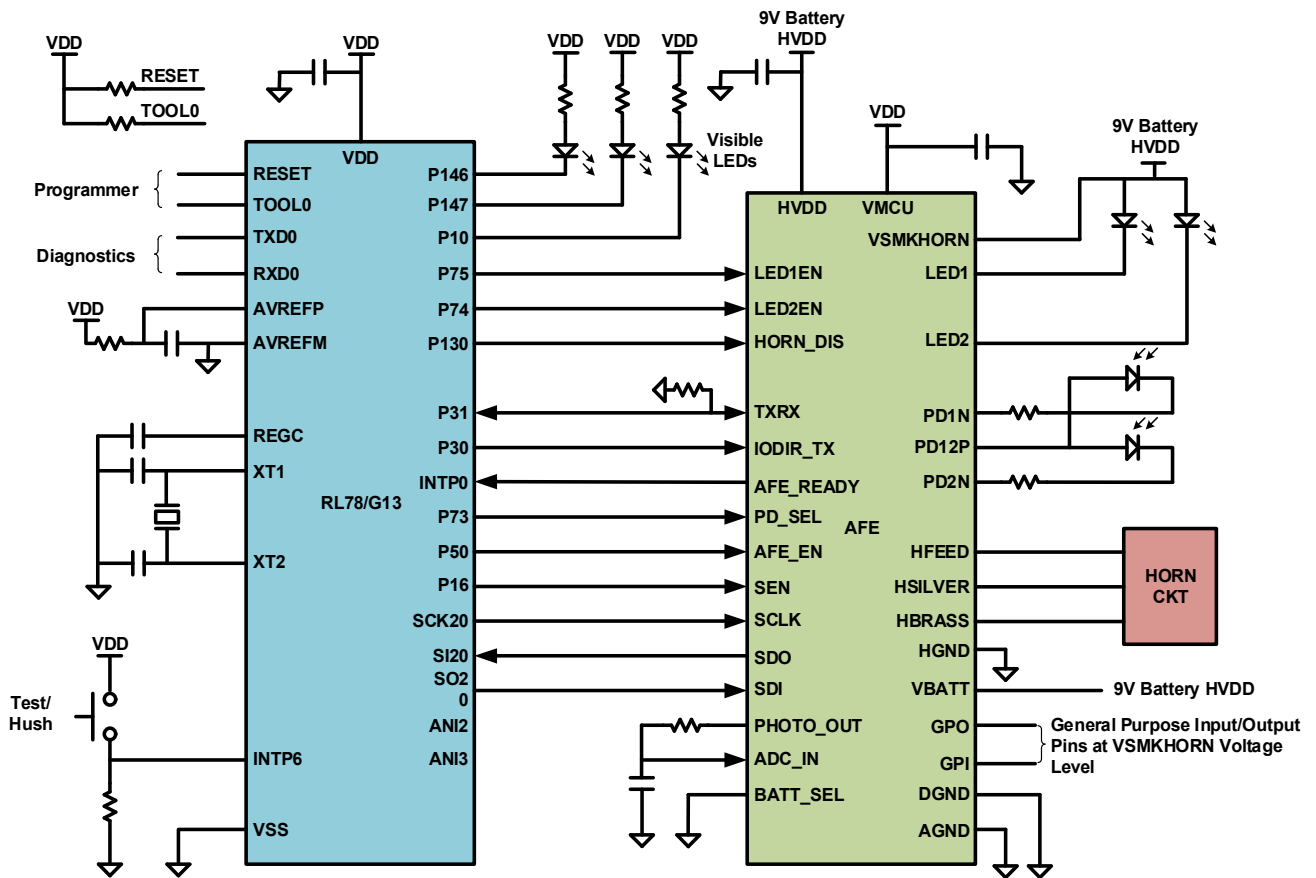 VDD
RESET
TOOL0
VDD
VDD
VDD
VDD
9V Battery
HVDD
VDD
9V Battery
HVDD
Visible
LEDs
Programmer
Diagnostics
VDD
Test/
Hush
VDD
VDD
RESET
TOOL0
TXD0
RXD0
AVREFP
AVREFM
REGC
XT1
XT2
INTP6
VSS
RL78/G13
P146
P147
P10
P75
P74
P130
P31
P30
INTP0
P73
P50
P16
SCK20
SI20
SO2
0
ANI2
ANI3
HVDD
VMCU
LED1EN
LED2EN
HORN_DIS
TXRX
IODIR_TX
AFE_READY
PD_SEL
AFE_EN
SEN
SCLK
SDO
SDI
PHOTO_OUT
ADC_IN
BATT_SEL
AFE
VSMKHORN
LED1
LED2
PD1N
PD12P
PD2N
HFEED
HSILVER
HBRASS
HGND
VBATT
GPO
GPI
DGND
AGND
HORN
CKT
9V Battery HVDD
General Purpose Input/Output
Pins at VSMKHORN Voltage
Level